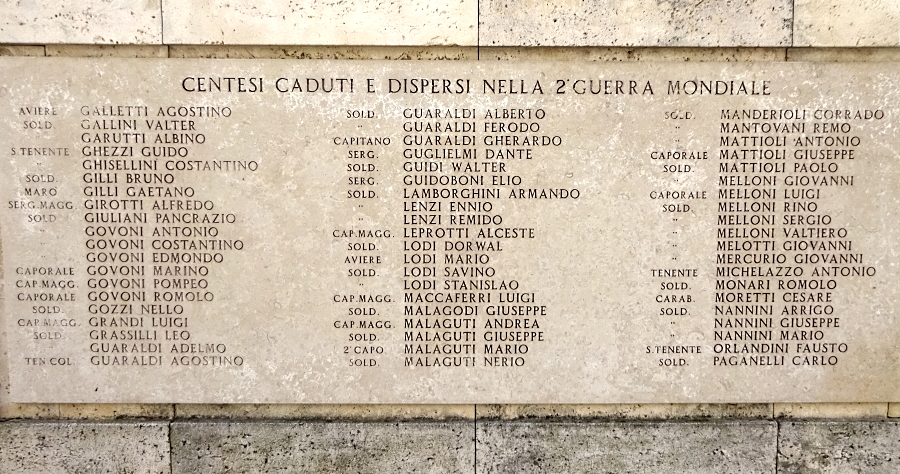 CENTESI CADUTI E DISPERSI NELLA 2ª GUERRA MONDIALE
AVIERE GALLETTI AGOSTINO
SOLD. GALLINI VALTER
" GARUTTI ALBINO
S.TENENTE GHEZZI GUIDO
" GHISELLINI COSTANTINO
SOLD. GILLI BRUNO
MARO GILLI GAETANO
SERG.MAGG. GIROTTI ALFREDO
SOLD. GIULIANI PANCRAZIO
" GOVONI ANTONIO
" GOVONI COSTANTINO
" GOVONI EDMONDO
CAPORALE GOVONI MARINO
CAP.MAGG. GOVONI POMPEO
CAPORALE GOVONI ROMOLO
SOLD. GOZZI NELLO
CAP.MAGG. GRANDI LUIGI
SOLD. GRASSILLI LEO
" GUARALDI ADELMO
TEN.COL. GUARALDI AGOSTINO
SOLD. GUARALDI ALBERTO
" GUARALDI FERODO
CAPITANO GUARALDI GHERARDO
SERG. GUGLIELMI DANTE
SOLD. GUIDI WALTER
SERG. GUIDOBONI ELIO
SOLD. LAMBORGHINI ARMANDO
" LENZI ENNIO
" LENZI REMIDO
CAP.MAGG. LEPROTTI ALCESTE
SOLD. LODI DORWAL
AVIERE LODI MARIO
SOLD. LODI SAVINO
" LODI STANISLAO
CAP.MAGG. MACCAFERRI LUIGI
SOLD. MALAGODI GIUSEPPE
CAP.MAGG. MALAGUTI ANDREA
SOLD. MALAGUTI GIUSEPPE
2°CAPO MALAGUTI MARIO
SOLD. MALAGUTI NERIO
SOLD. MANDERIOLI CORRADO
" MANTOVANI REMO
" MATTIOLI ANTONIO
CAPORALE MATTIOLI GIUSEPPE
SOLD. MATTIOLI PAOLO
" MELLONI GIOVANNI
CAPORALE MELLONI LUIGI
SOLD. MELLONI RINO
" MELLONI SERGIO
" MELLONI VALTIERO
" MELOTTI GIOVANNI
" MERCURIO GIOVANNI
TENENTE MICHELAZZO ANTONIO
SOLD. MONARI ROMOLO
CARAB. MORETTI CESARE
SOLD. NANNINI ARRIGO
" NANNINI GIUSEPPE
" NANNINI MARIO
S.TENENTE ORLANDINI FAUSTO
SOLD. PAGANELLI CARLO